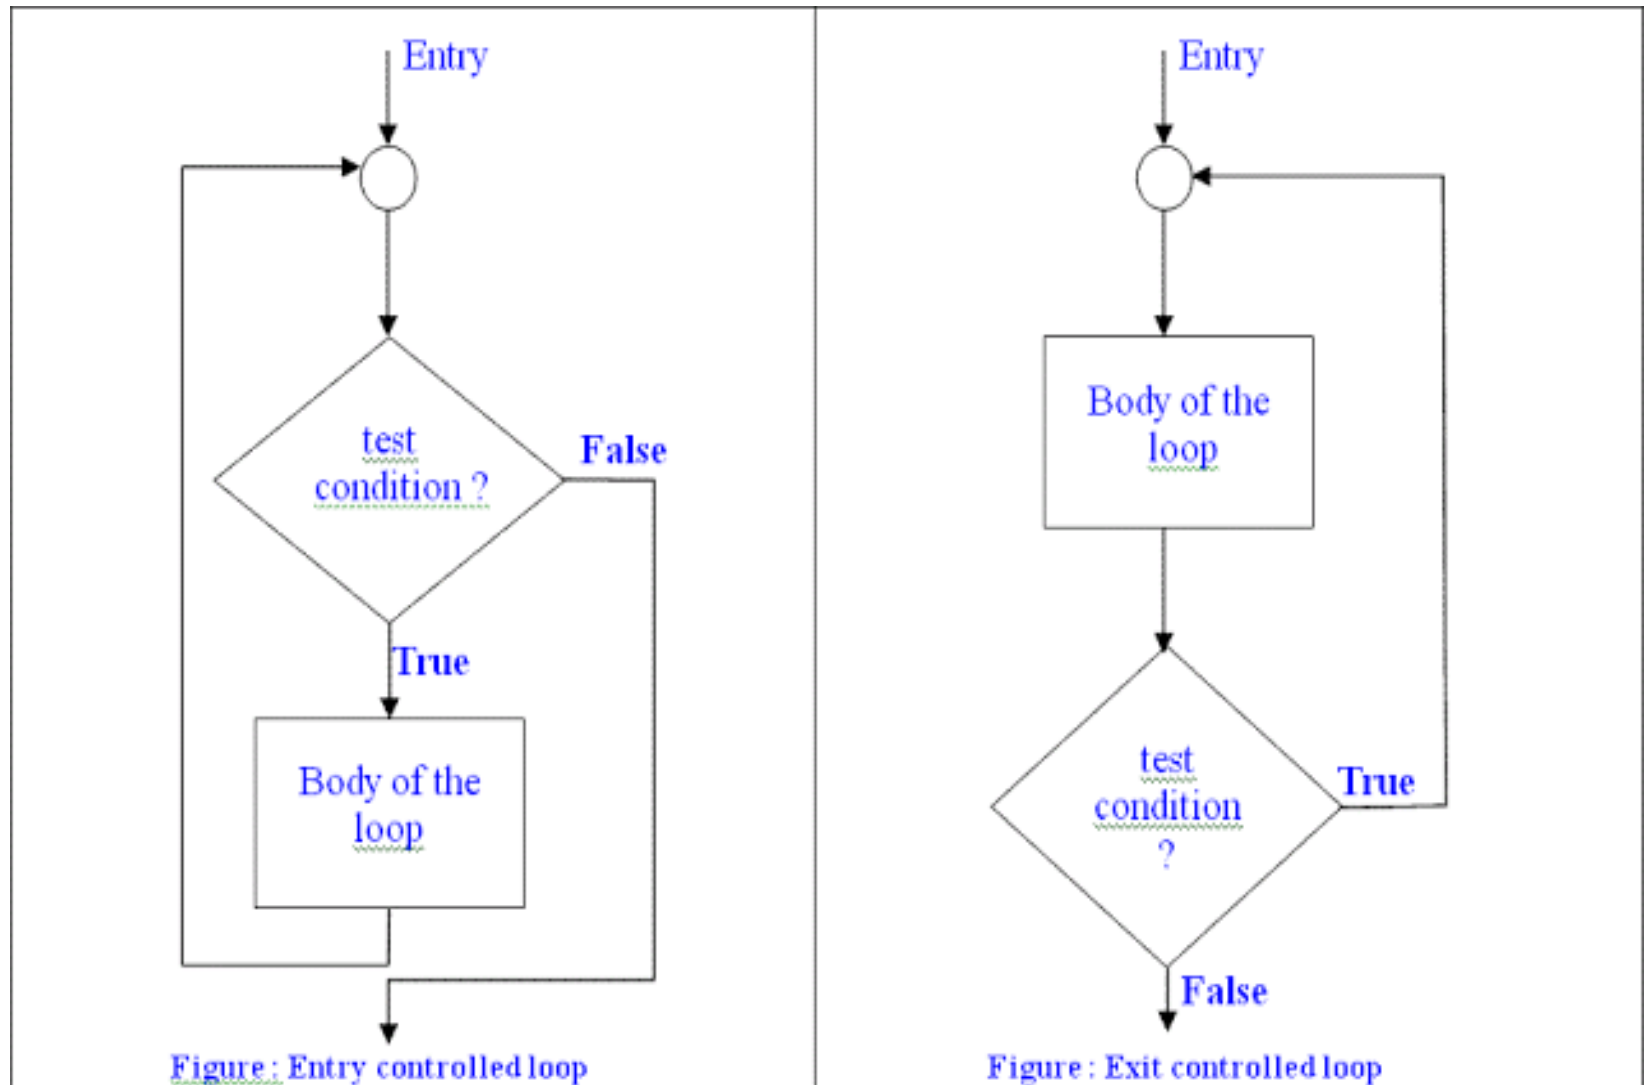 Entry
test
condition ?
False
True
Body of the
loop
Figure : Entry controlled loop
Entry
Body of the
loop
test
condition
?
True
False
Figure : Exit controlled loop